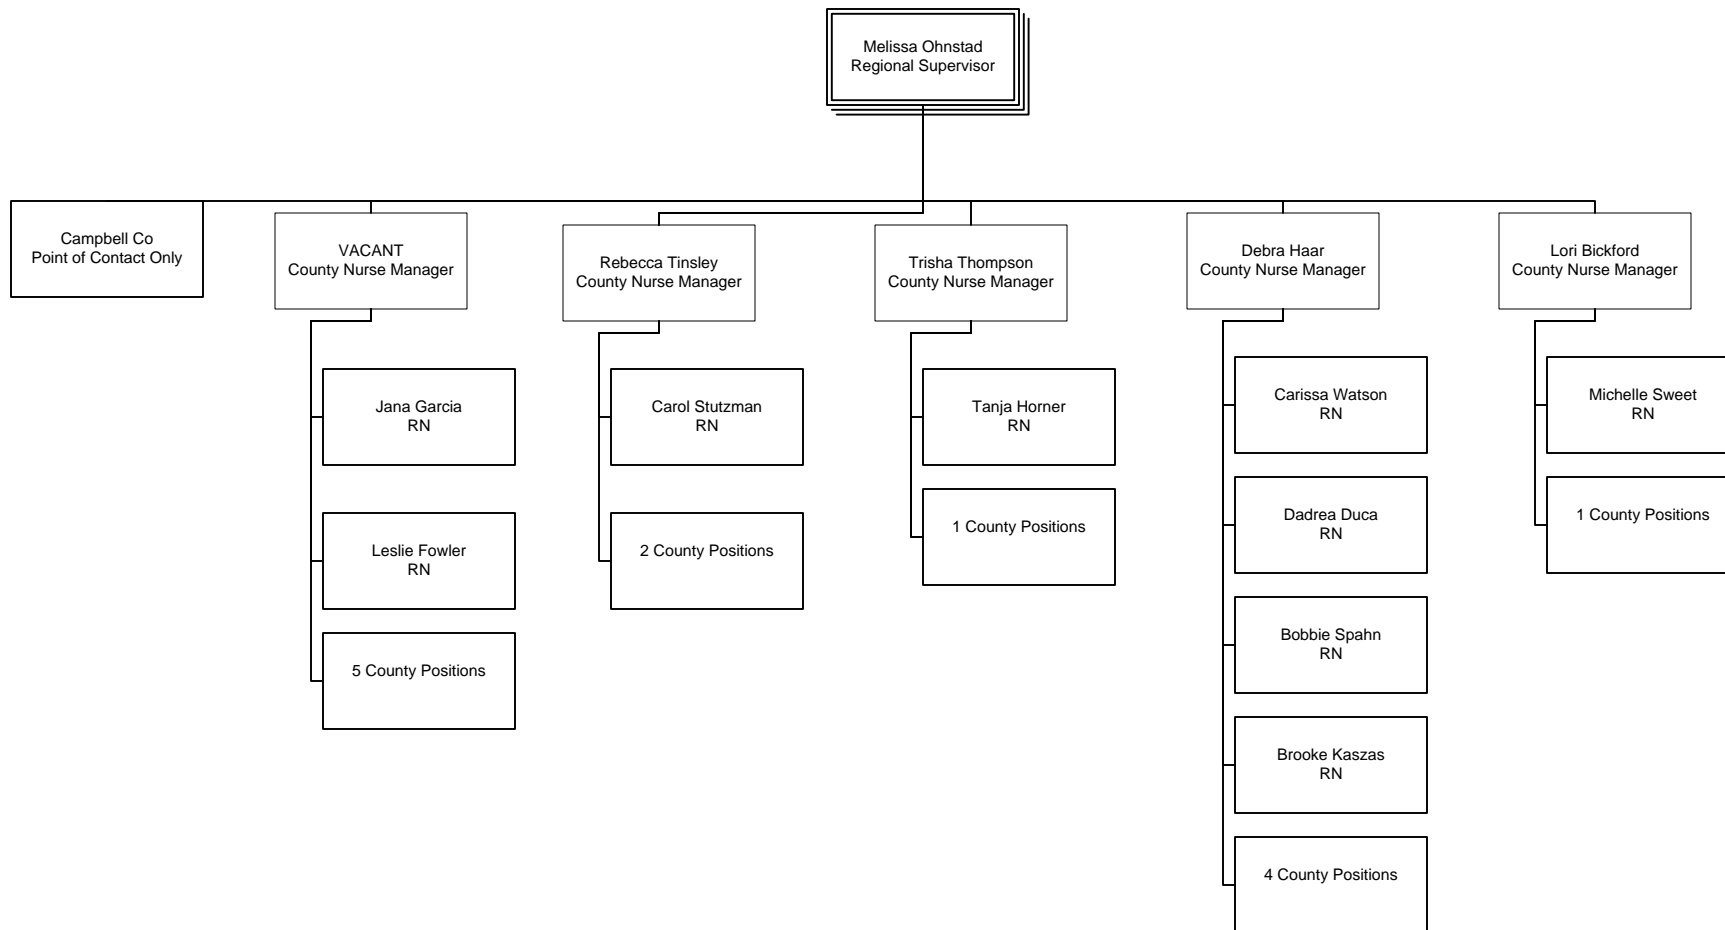 Melissa Ohnstad
Regional Supervisor
Campbell Co
Point of Contact Only
VACANT
County Nurse Manager
Rebecca Tinsley
County Nurse Manager
Trisha Thompson
County Nurse Manager
Debra Haar
County Nurse Manager
Lori Bickford
County Nurse Manager
Jana Garcia
RN
Leslie Fowler
RN
5 County Positions
Carol Stutzman
RN
2 County Positions
Tanja Horner
RN
1 County Positions
Carissa Watson
RN
Dadrea Duca
RN
Bobbie Spahn
RN
Brooke Kaszas
RN
4 County Positions
Michelle Sweet
RN
1 County Positions